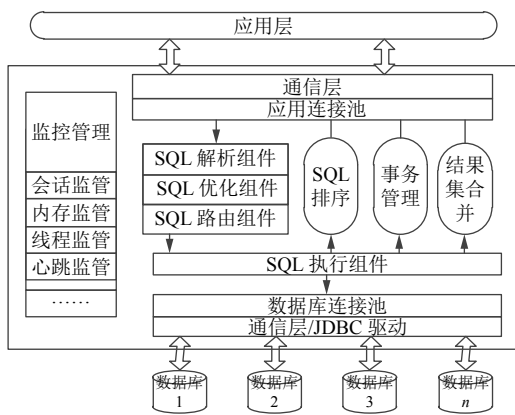 应用层
通信层
应用连接池
监控管理
会话监管
内存监管
线程监管
心跳监管
……
SQL 解析组件
SQL 优化组件
SQL 路由组件
SQL
排序
事务
管理
结果
集合
并
SQL 执行组件
数据库连接池
通信层/JDBC 驱动
数据库
1
数据库
2
数据库
3
数据库
n